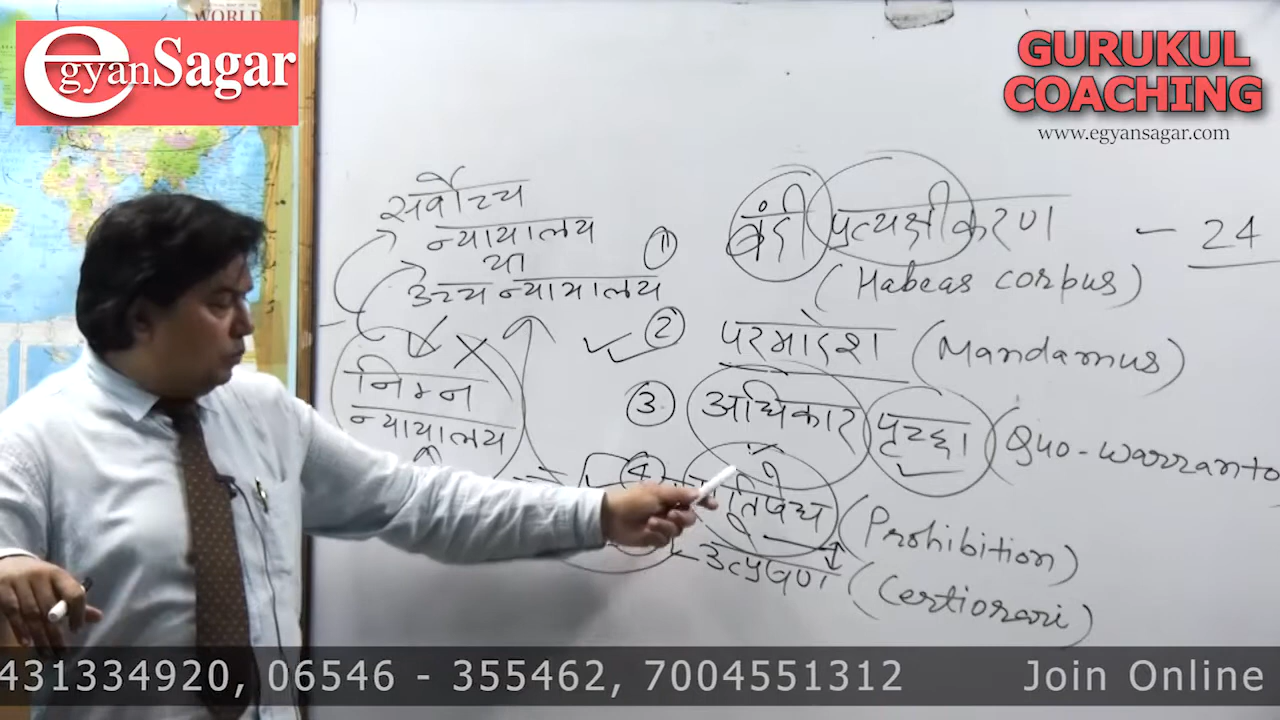 WORLD
egyanSagar
GURUKUL
COACHING
www.egyansagar.com
सर्वोच्च
न्यायालय
या
उच्च न्यायालय
निम्न
न्यायालय
① बंदी प्रत्यक्षीकरण - 24
(Habeas corpus)
② परमादेश (Mandamus)
③ अधिकार पृच्छा (Quo-warranto
④ प्रतिषेध (Prohibition)
उत्प्रेषण (Certiorari)
431334920, 06546 - 355462, 7004551312 Join Online